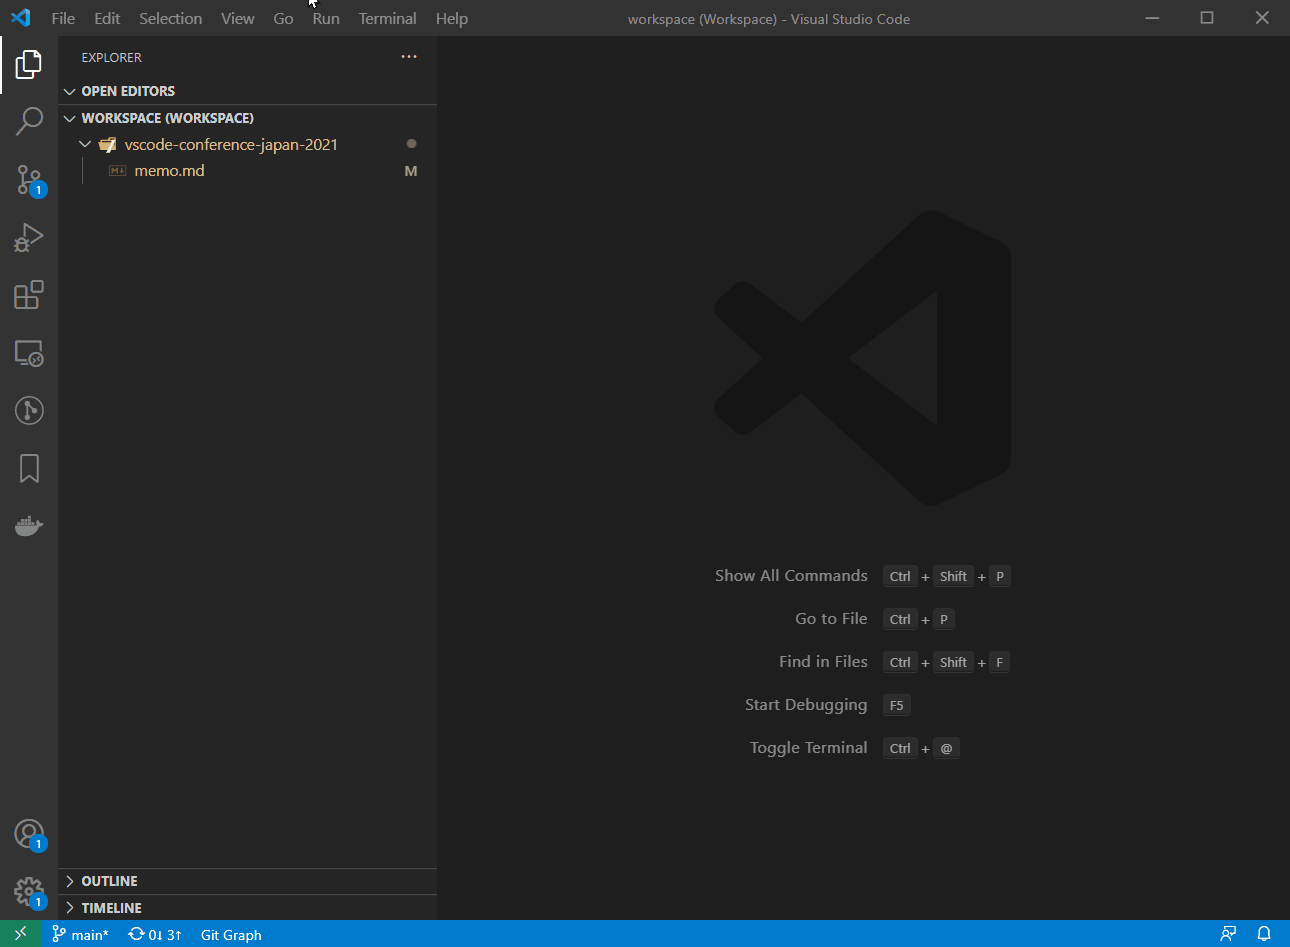 File Edit Selection View Go Run Terminal Help workspace (Workspace) - Visual Studio Code
EXPLORER
OPEN EDITORS
WORKSPACE (WORKSPACE)
vscode-conference-japan-2021
memo.md M
1
Show All Commands Ctrl + Shift + P
Go to File Ctrl + P
Find in Files Ctrl + Shift + F
Start Debugging F5
Toggle Terminal Ctrl + @
1
OUTLINE
1
TIMELINE
main* 0↓ 3↑ Git Graph